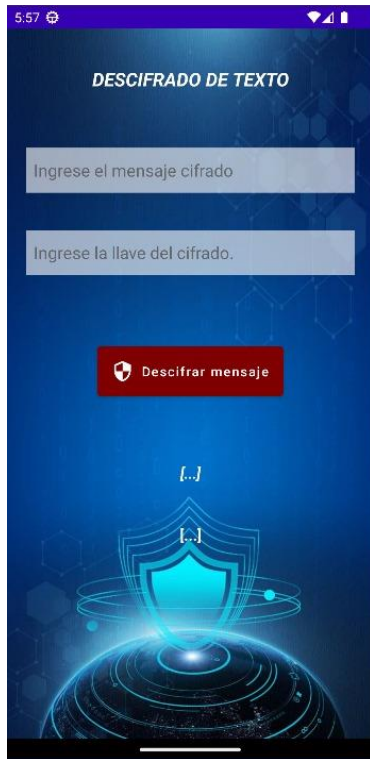 5:57
DESCIFRADO DE TEXTO
Ingrese el mensaje cifrado
Ingrese la llave del cifrado.
Descifrar mensaje
[...]
[...]